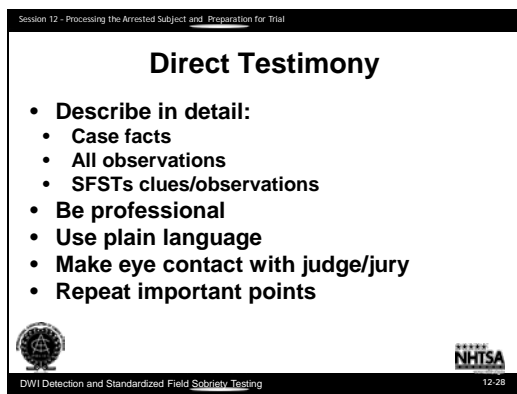 Session 12 - Processing the Arrested Subject and Preparation for Trial
Direct Testimony
• Describe in detail:
• Case facts
• All observations
• SFSTs clues/observations
• Be professional
• Use plain language
• Make eye contact with judge/jury
• Repeat important points
NHTSA
DWI Detection and Standardized Field Sobriety Testing 12-28